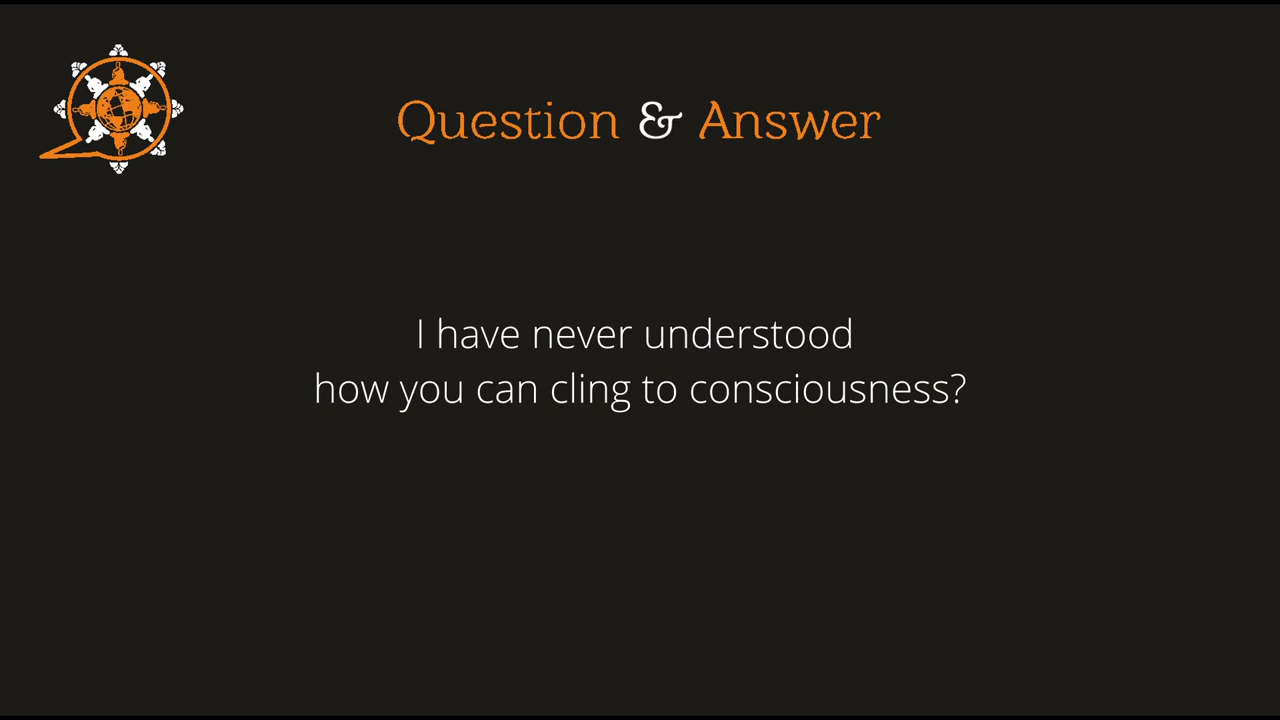 Question & Answer
I have never understood
how you can cling to consciousness?